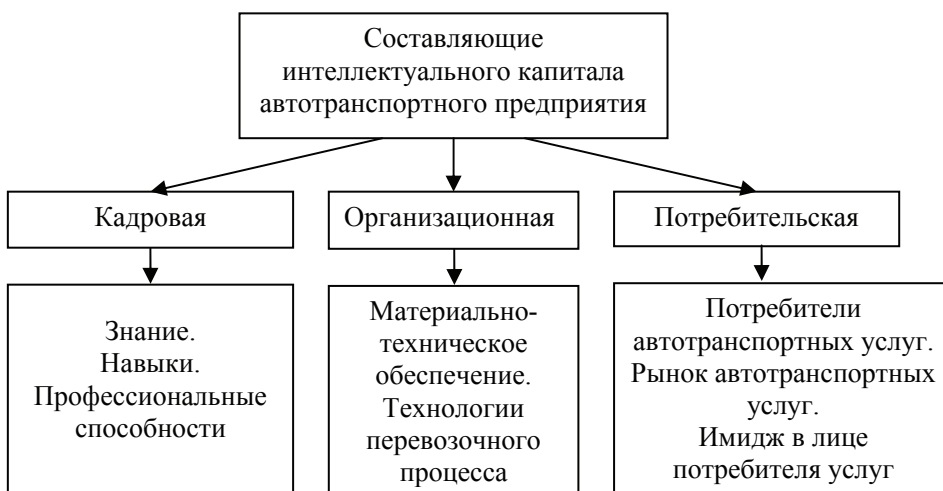 Составляющие
интеллектуального капитала
автотранспортного предприятия
Кадровая
Организационная
Потребительская
Знание.
Навыки.
Профессиональные
способности
Материально-
техническое
обеспечение.
Технологии
перевозочного
процесса
Потребители
автотранспортных услуг.
Рынок автотранспортных
услуг.
Имидж в лице
потребителя услуг